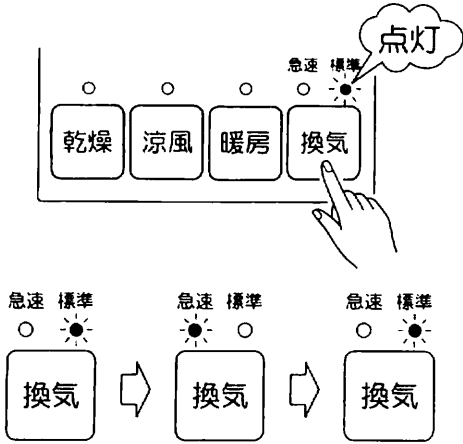 点灯
急速 標準
乾燥 涼風 暖房 換気
急速 標準 急速 標準 急速 標準
換気 換気 換気